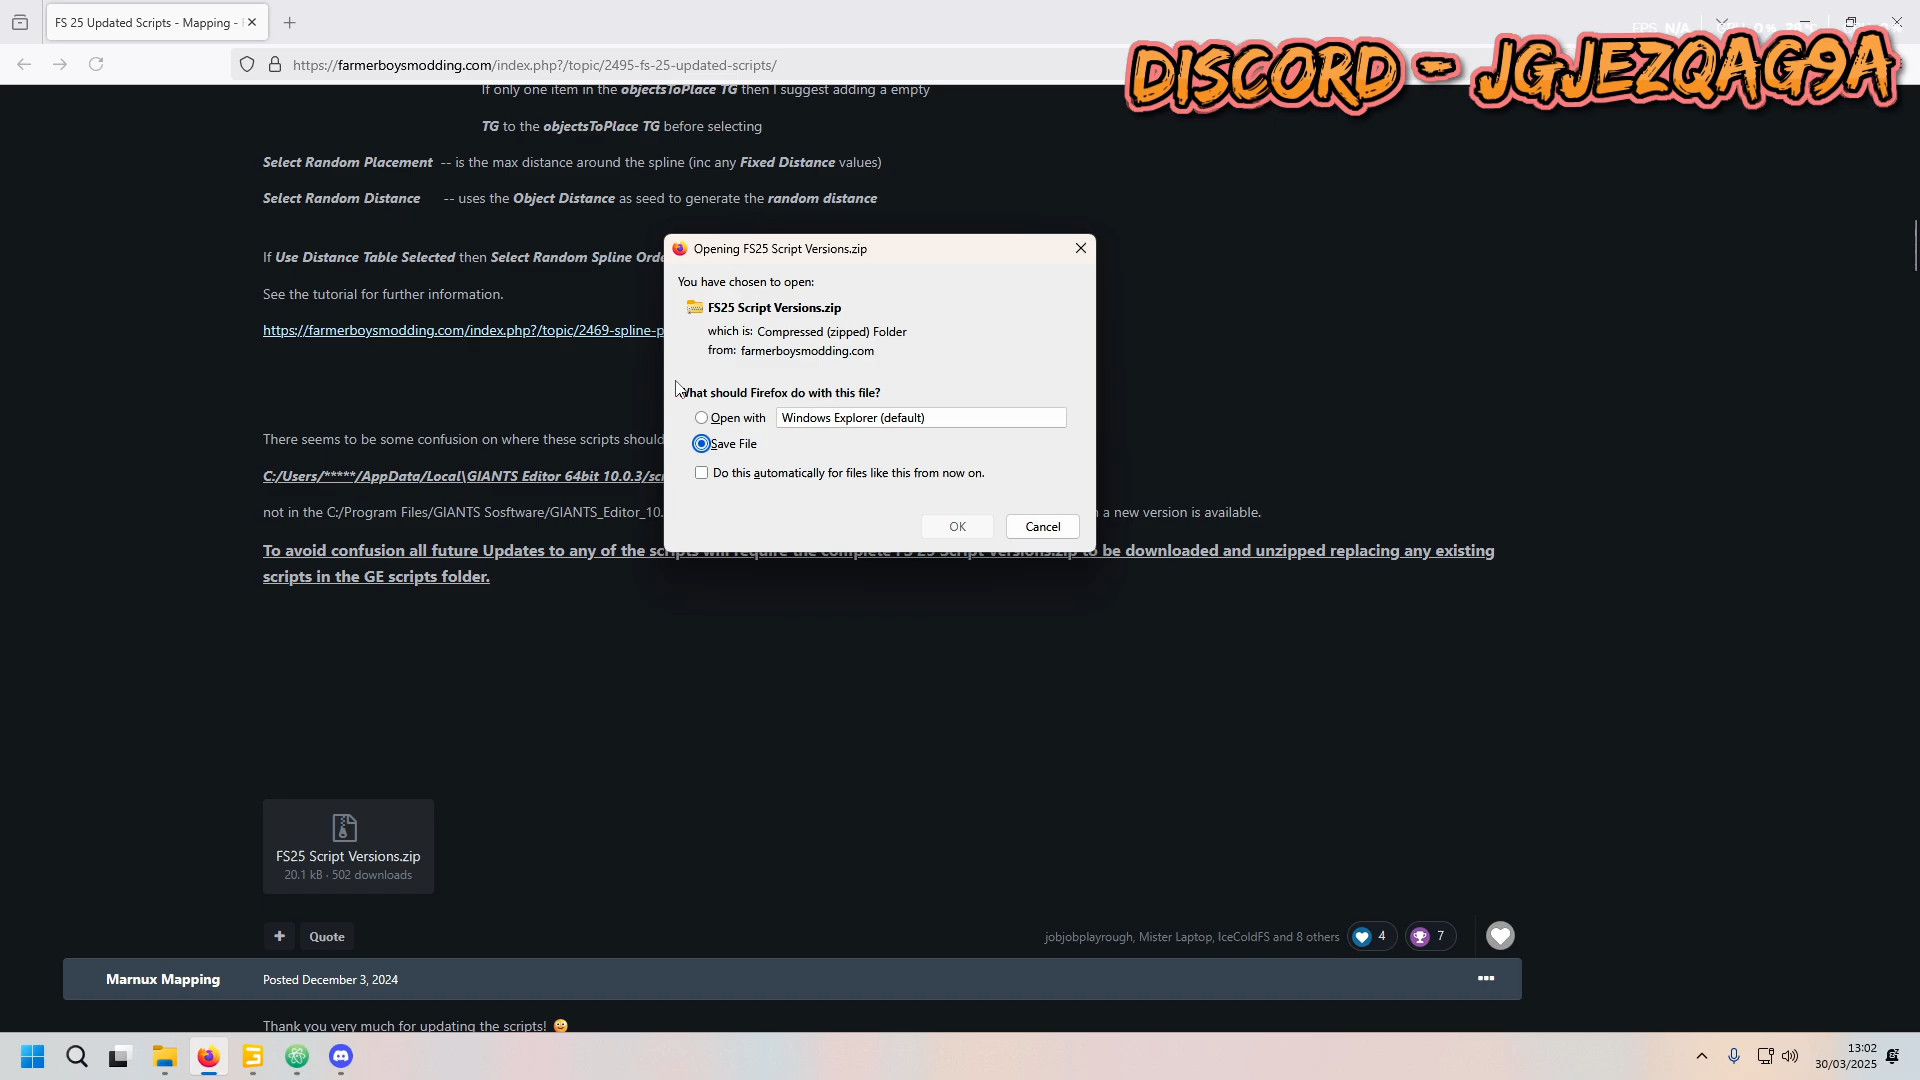 FS 25 Updated Scripts - Mapping -
https://farmerboysmodding.com/index.php?/topic/2495-fs-25-updated-scripts/
DISCORD - JGJEZQAG9A
If only one item in the objectsToPlace TG then I suggest adding a empty
TG to the objectsToPlace TG before selecting
Select Random Placement -- is the max distance around the spline (inc any Fixed Distance values)
Select Random Distance -- uses the Object Distance as seed to generate the random distance
If Use Distance Table Selected then Select Random Spline Orde
See the tutorial for further information.
https://farmerboysmodding.com/index.php?/topic/2469-spline-p
There seems to be some confusion on where these scripts should
C:/Users/*****/AppData/Local\GIANTS Editor 64bit 10.0.3/scr
not in the C:/Program Files/GIANTS Sosftware/GIANTS_Editor_10. a new version is available.
To avoid confusion all future Updates to any of the scripts will require the complete FS 25 Script Versions.zip to be downloaded and unzipped replacing any existing
scripts in the GE scripts folder.
Opening FS25 Script Versions.zip
You have chosen to open:
FS25 Script Versions.zip
which is: Compressed (zipped) Folder
from: farmerboysmodding.com
What should Firefox do with this file?
Open with Windows Explorer (default)
Save File
Do this automatically for files like this from now on.
OK Cancel
FS25 Script Versions.zip
20.1 kB · 502 downloads
+ Quote
jobjobplayrough, Mister Laptop, IceColdFS and 8 others 4 7
Marnux Mapping Posted December 3, 2024
Thank you very much for updating the scripts!
13:02
30/03/2025